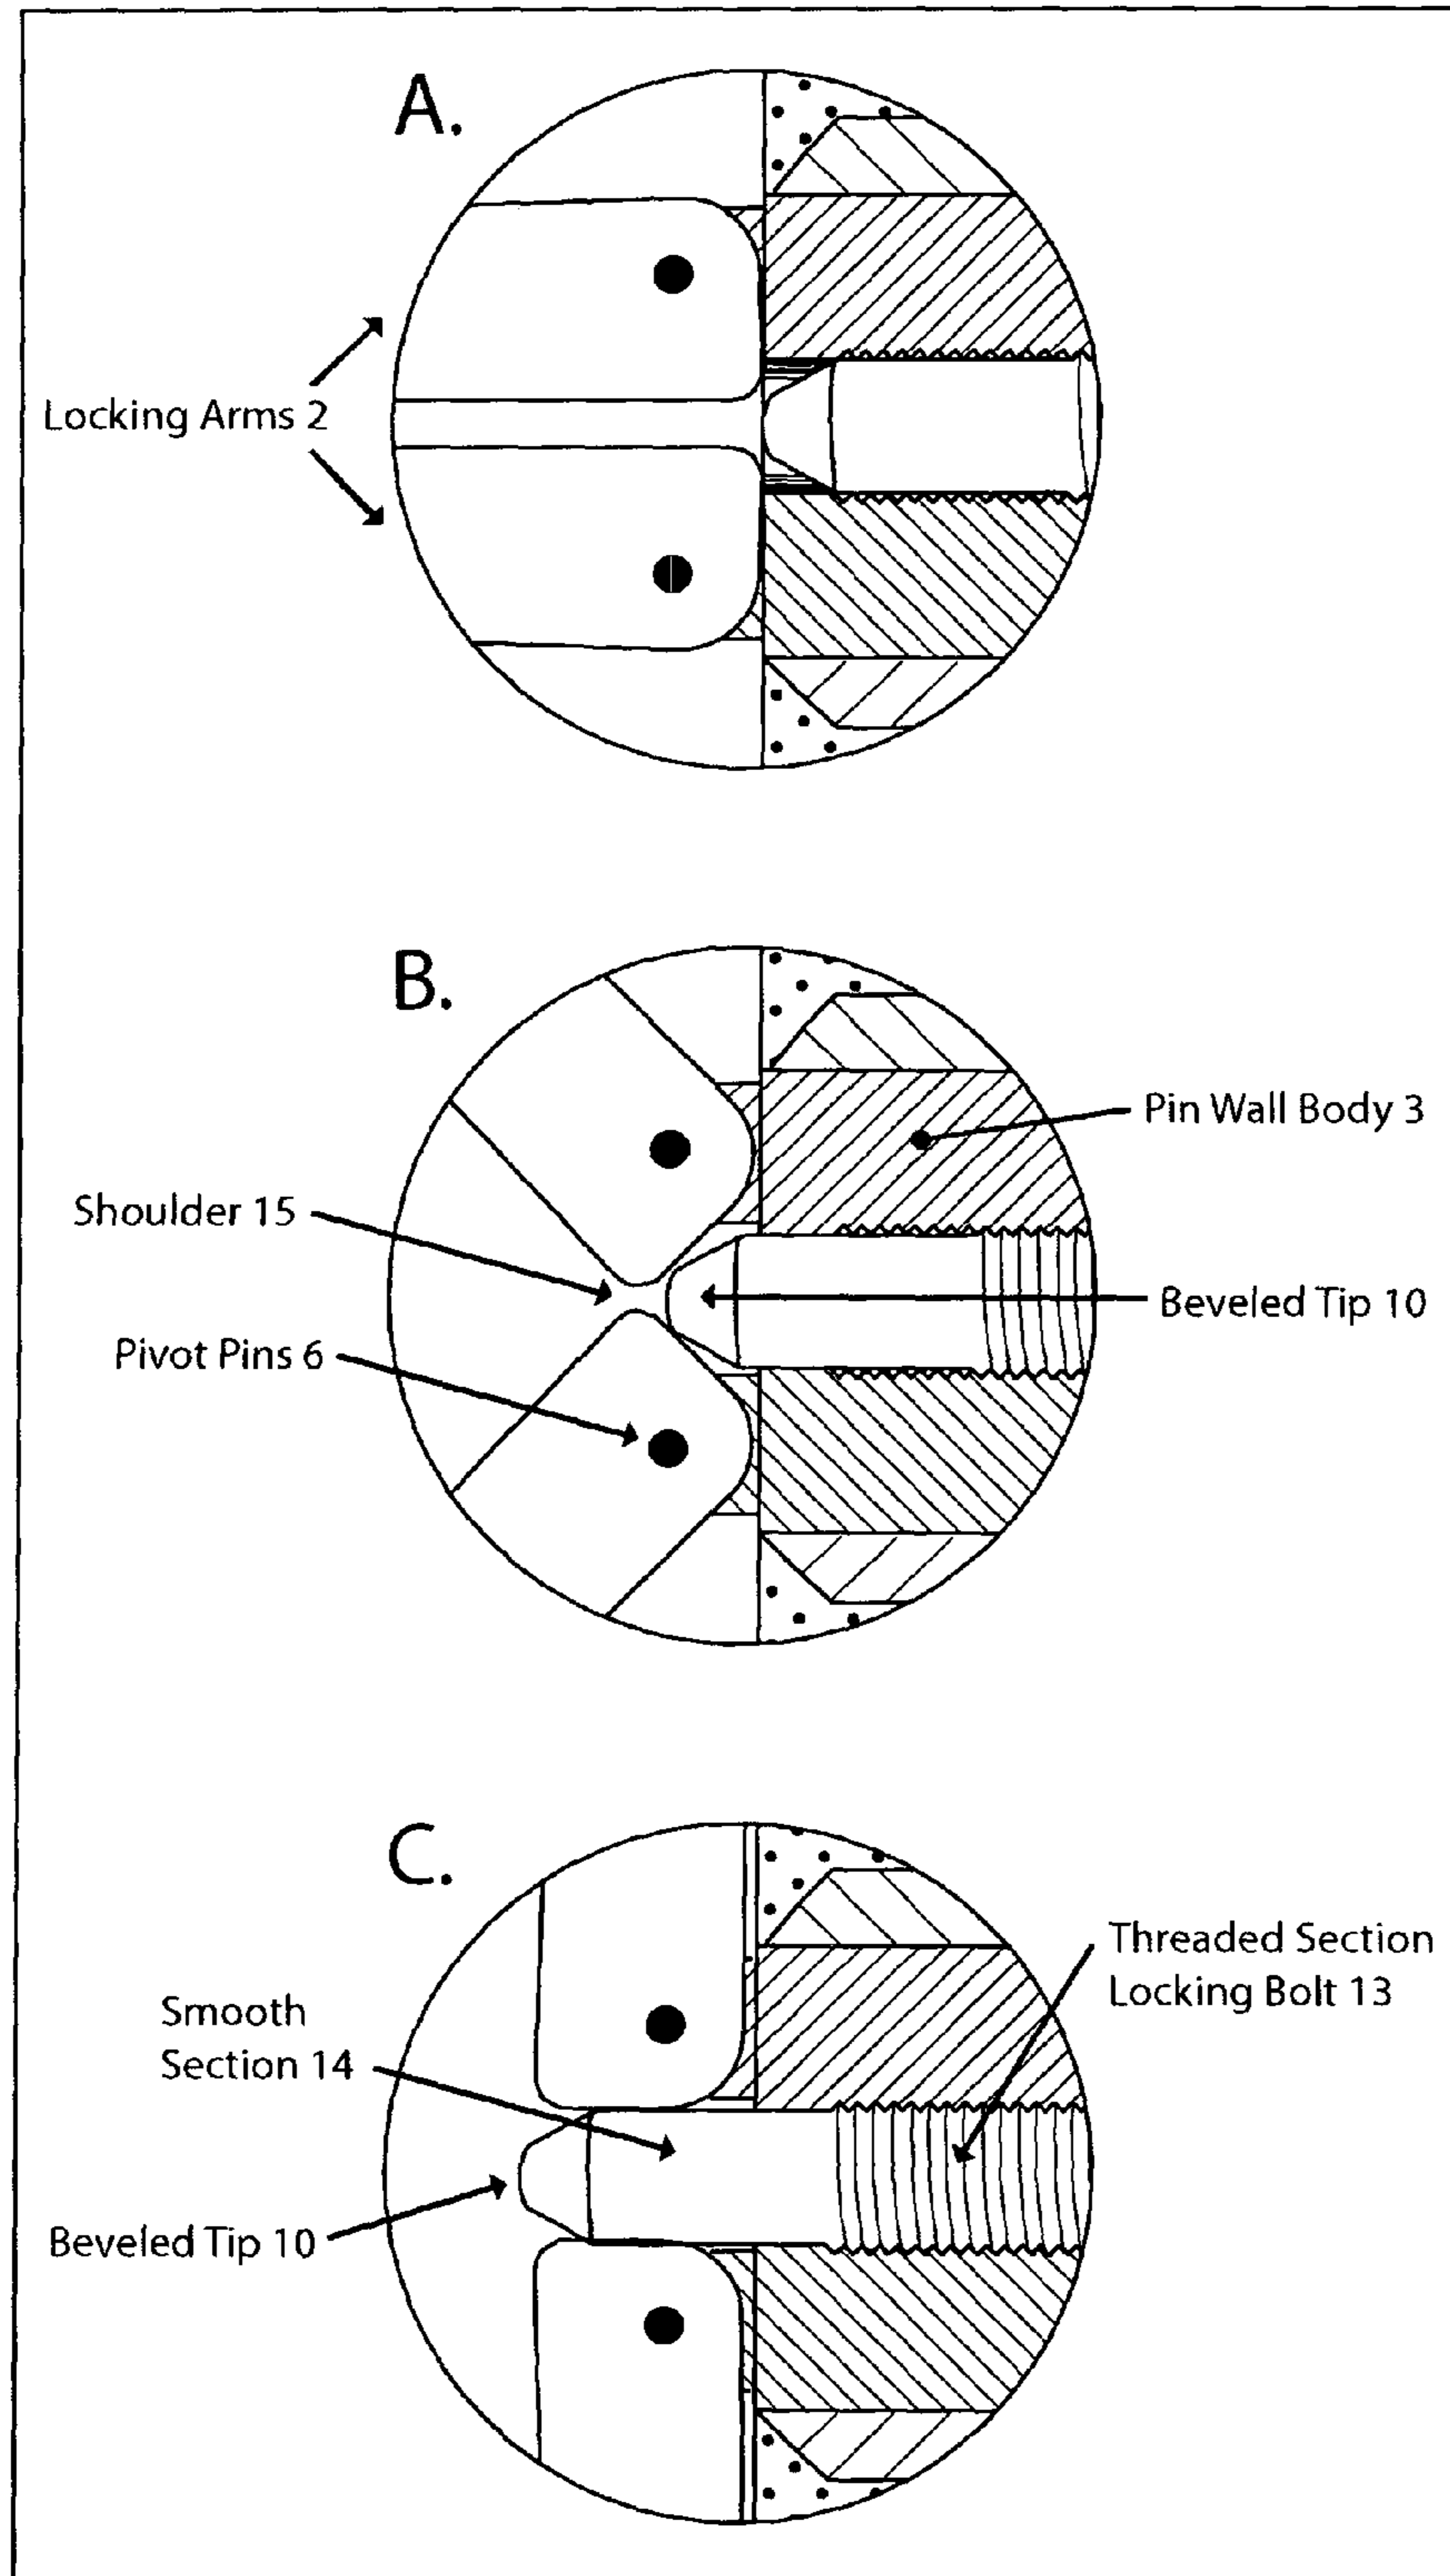 A.
Locking Arms 2
B.
Pin Wall Body 3
Shoulder 15
Beveled Tip 10
Pivot Pins 6
C.
Threaded Section
Locking Bolt 13
Smooth
Section 14
Beveled Tip 10